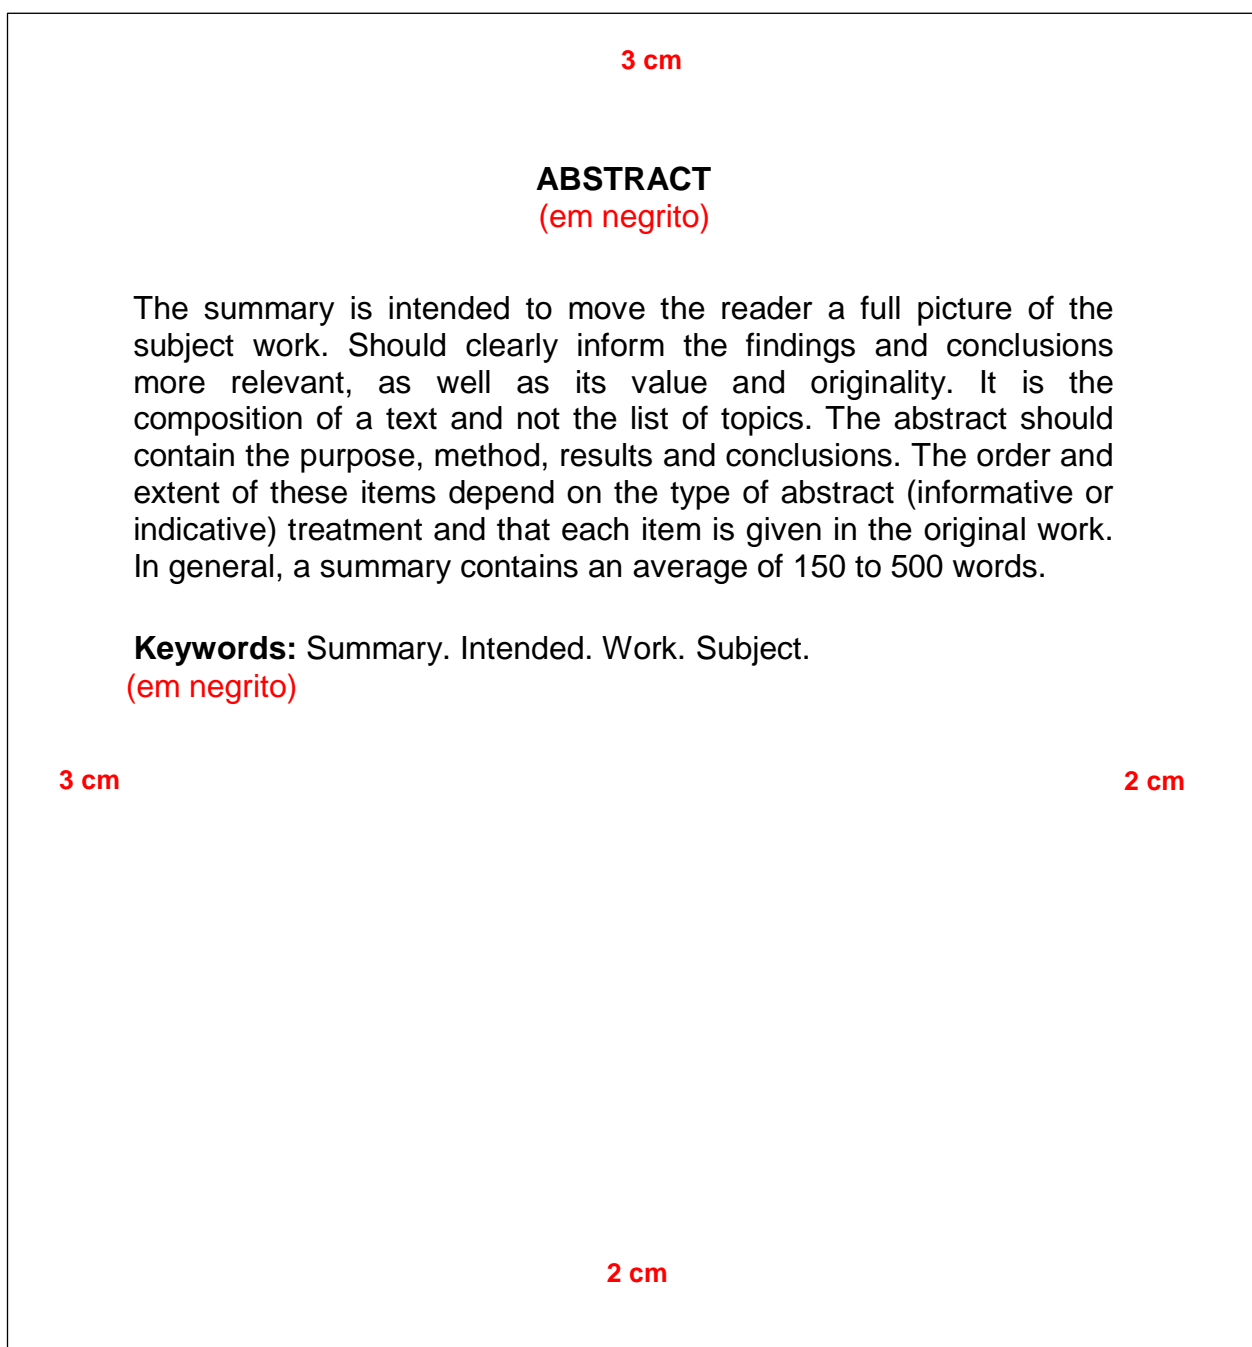 3 cm
ABSTRACT
(em negrito)
The summary is intended to move the reader a full picture of the
subject work. Should clearly inform the findings and conclusions
more relevant, as well as its value and originality. It is the
composition of a text and not the list of topics. The abstract should
contain the purpose, method, results and conclusions. The order and
extent of these items depend on the type of abstract (informative or
indicative) treatment and that each item is given in the original work.
In general, a summary contains an average of 150 to 500 words.
Keywords: Summary. Intended. Work. Subject.
(em negrito)
3 cm
2 cm
2 cm